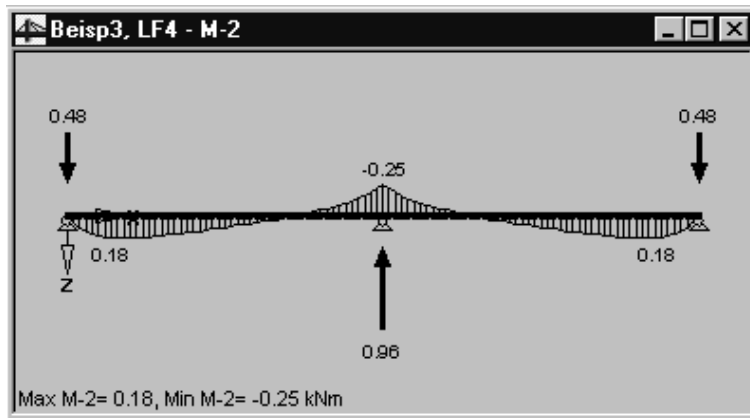 Beisp3, LF4 - M-2
0.48
0.48
-0.25
x
0.18
0.18
Z
0.96
Max M-2= 0.18, Min M-2= -0.25 kNm